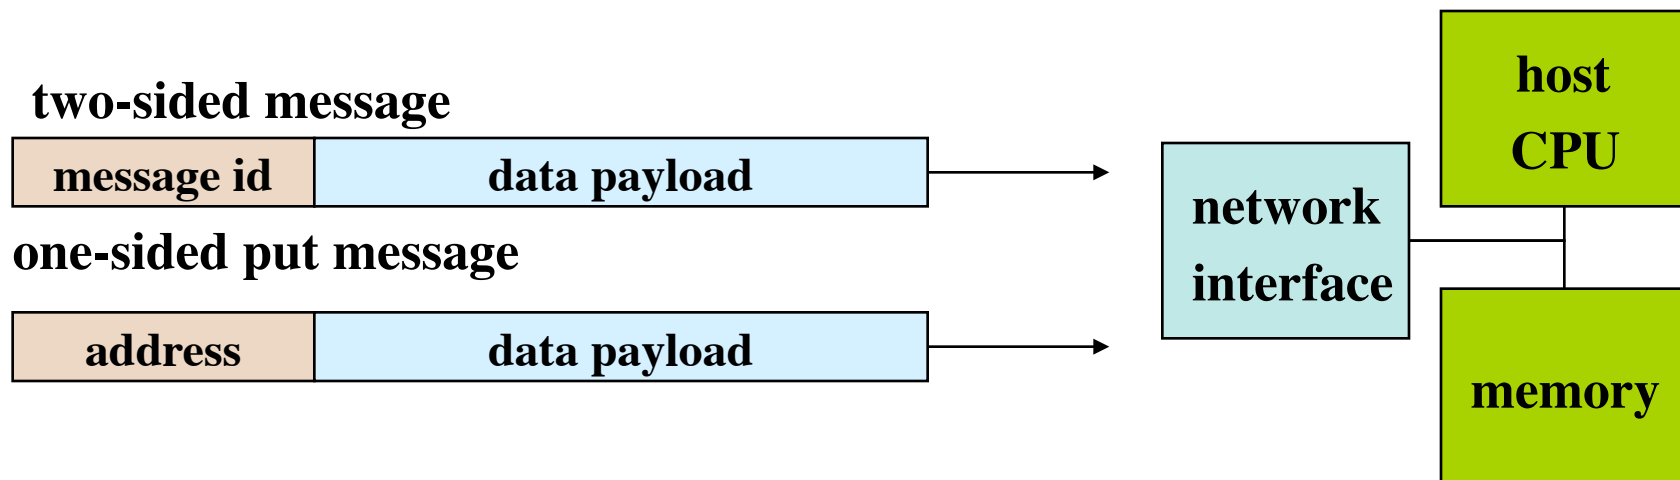 two-sided message
message id
data payload
one-sided put message
address
data payload
network
interface
host
CPU
memory